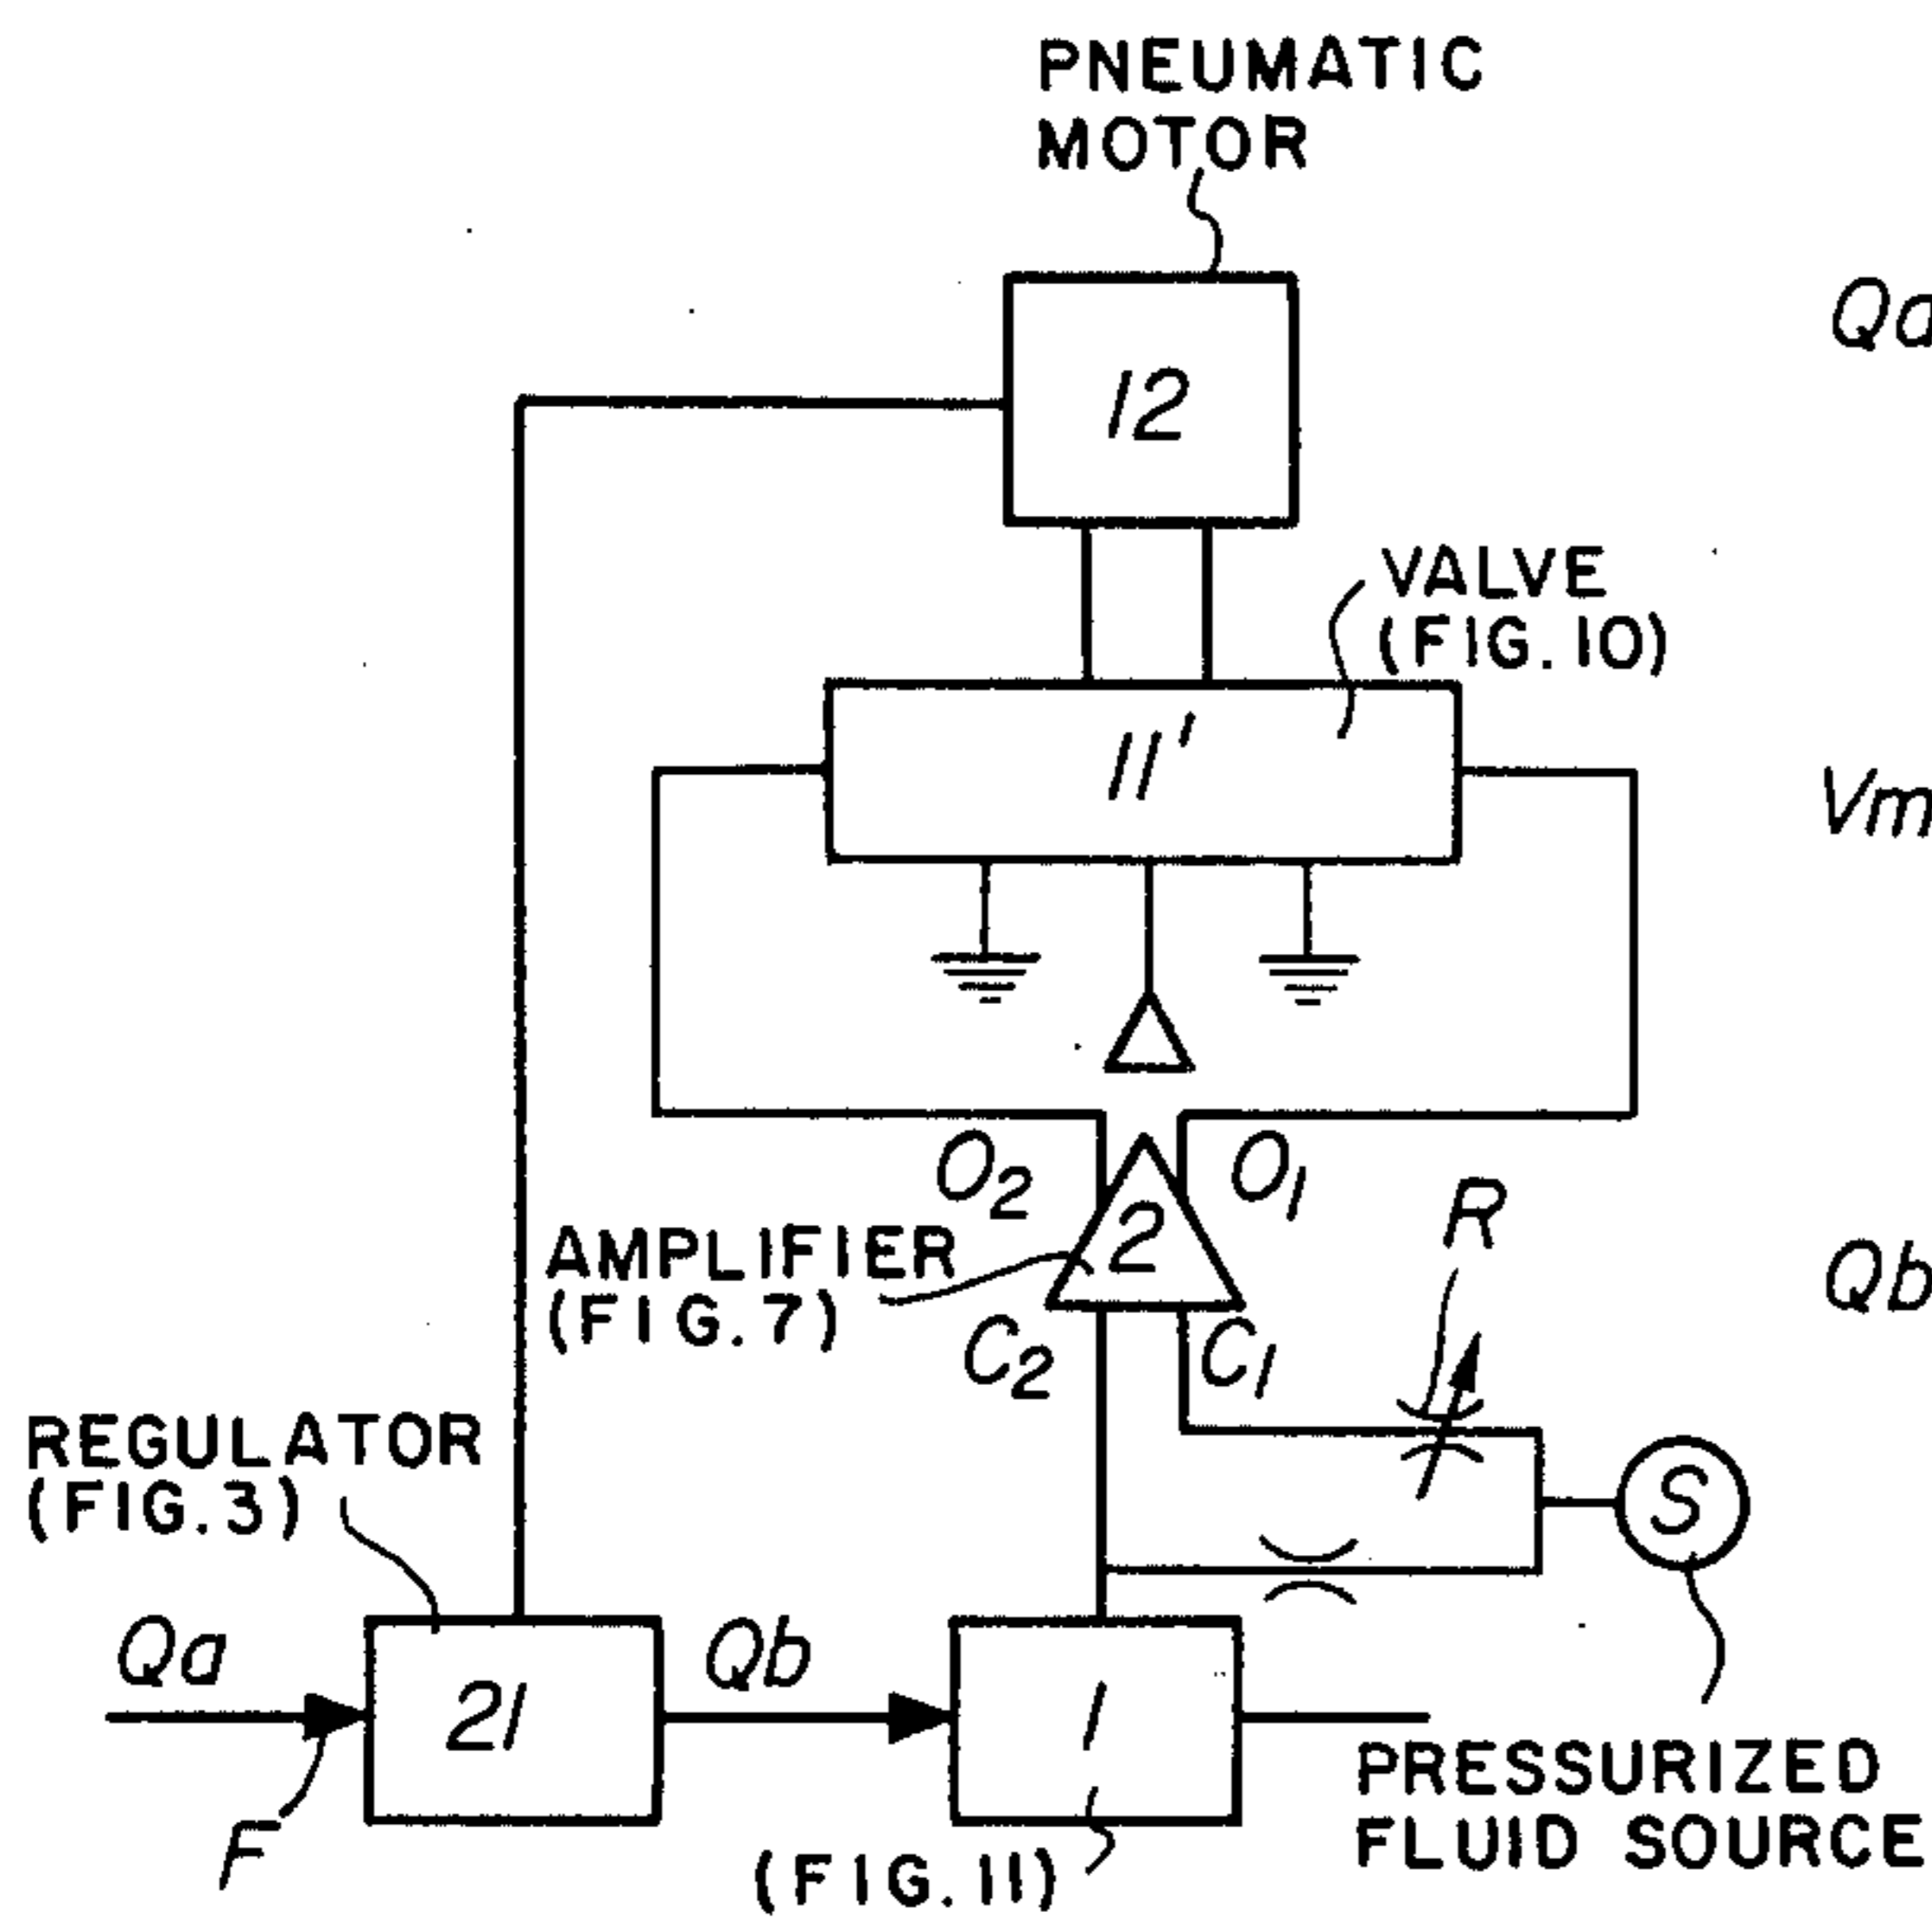 PNEUMATIC
MOTOR
12
VALVE
(FIG. 10)
11'
O2
O1
AMPLIFIER
(FIG. 7)
2
R
C2
C1
REGULATOR
(FIG. 3)
S
Qa
21
Qb
1
F
(FIG. 11)
PRESSURIZED
FLUID SOURCE
Qa
Vm
Qb